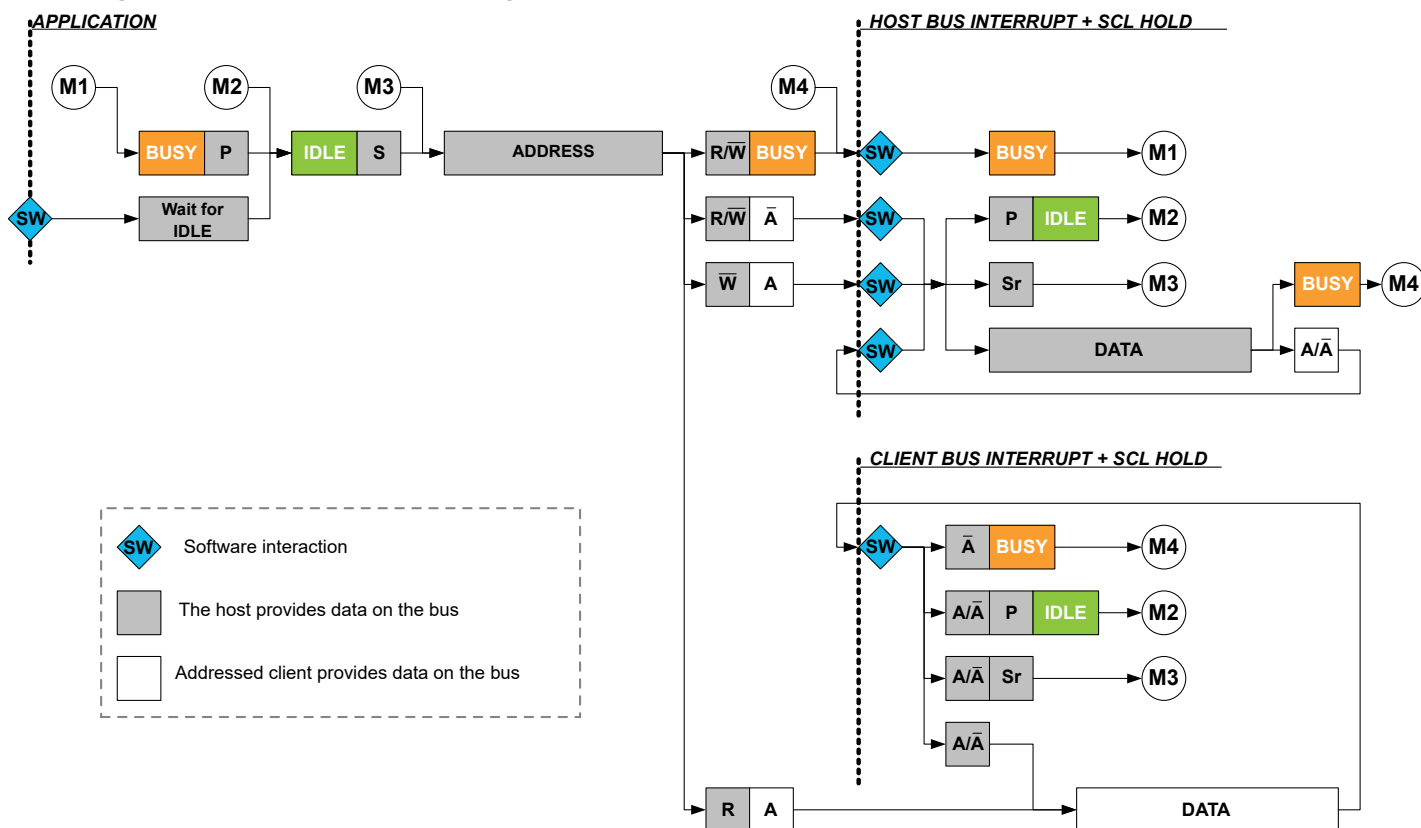 APPLICATION
HOST BUS INTERRUPT + SCL HOLD
M1
M2
M3
M4
BUSY P
IDLE S
ADDRESS
R/W̅ BUSY
SW
BUSY
M1
SW
Wait for
IDLE
R/W̅ A̅
SW
P IDLE
M2
W̅ A
SW
Sr
M3
BUSY
M4
SW
DATA
A/A̅
CLIENT BUS INTERRUPT + SCL HOLD
SW
A̅ BUSY
M4
A/A̅ P IDLE
M2
A/A̅ Sr
M3
A/A̅
R A
DATA
SW Software interaction
The host provides data on the bus
Addressed client provides data on the bus